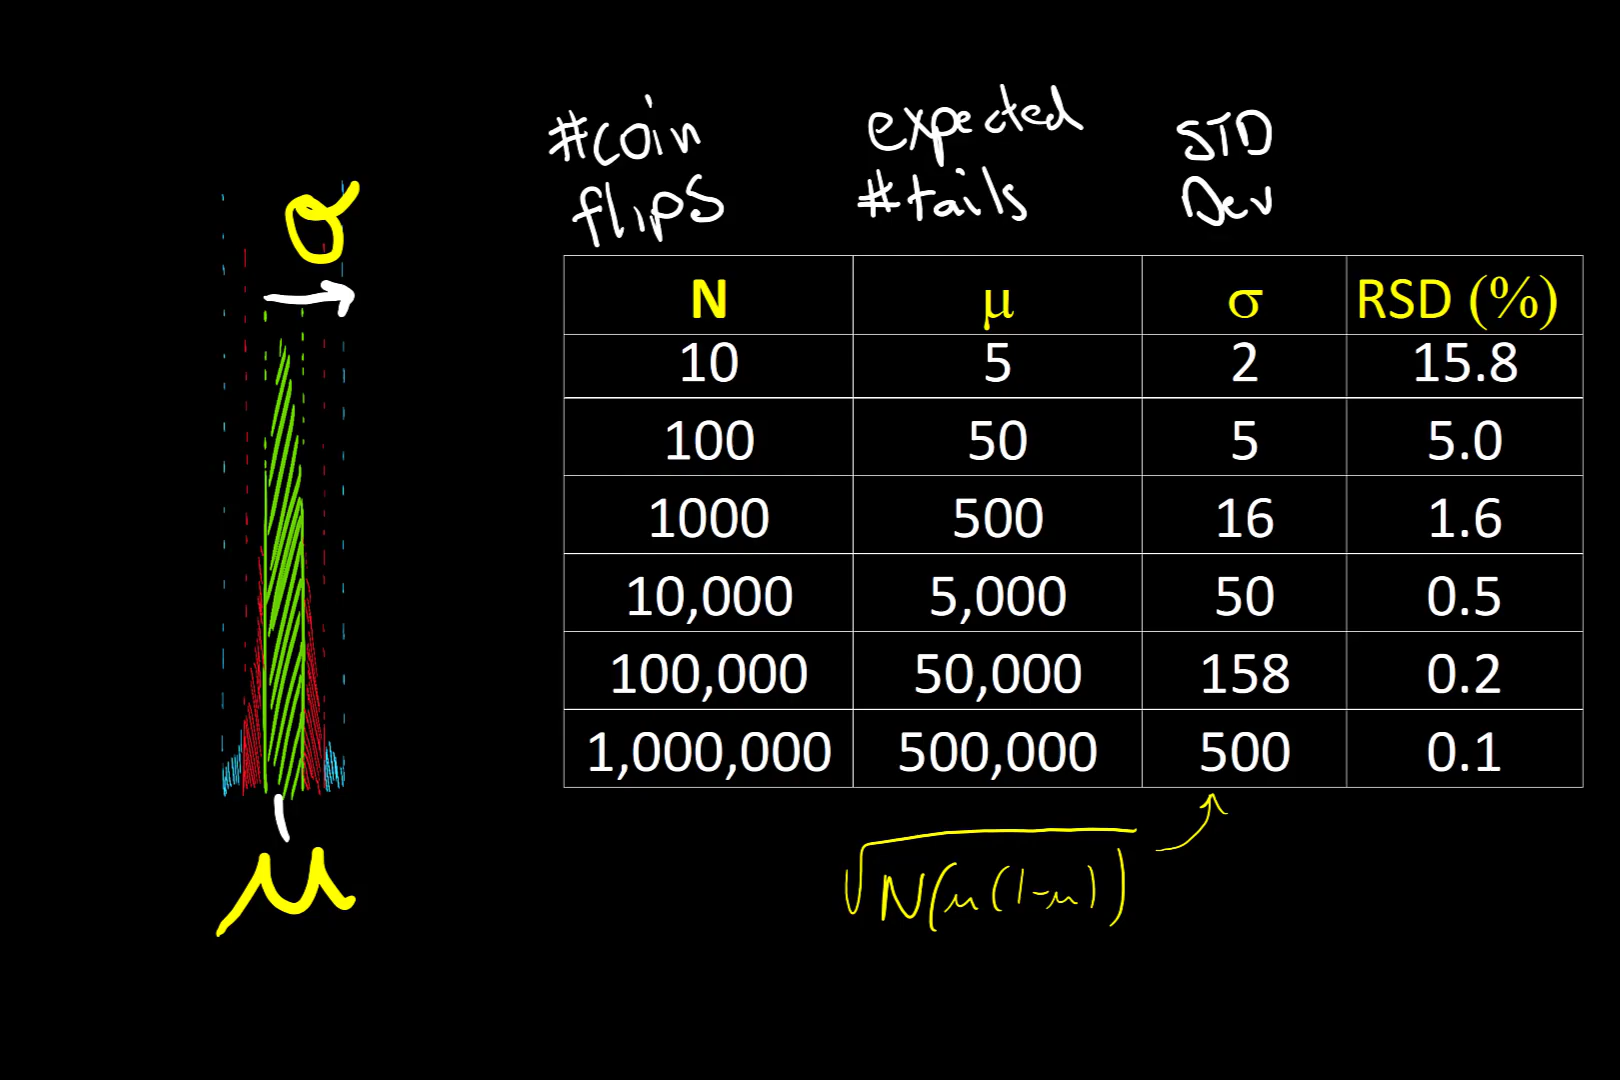 #coin flips
expected #tails
STD Dev
σ
N μ σ RSD (%)
10 5 2 15.8
100 50 5 5.0
1000 500 16 1.6
10,000 5,000 50 0.5
100,000 50,000 158 0.2
1,000,000 500,000 500 0.1
√N(μ(1-μ))
μ